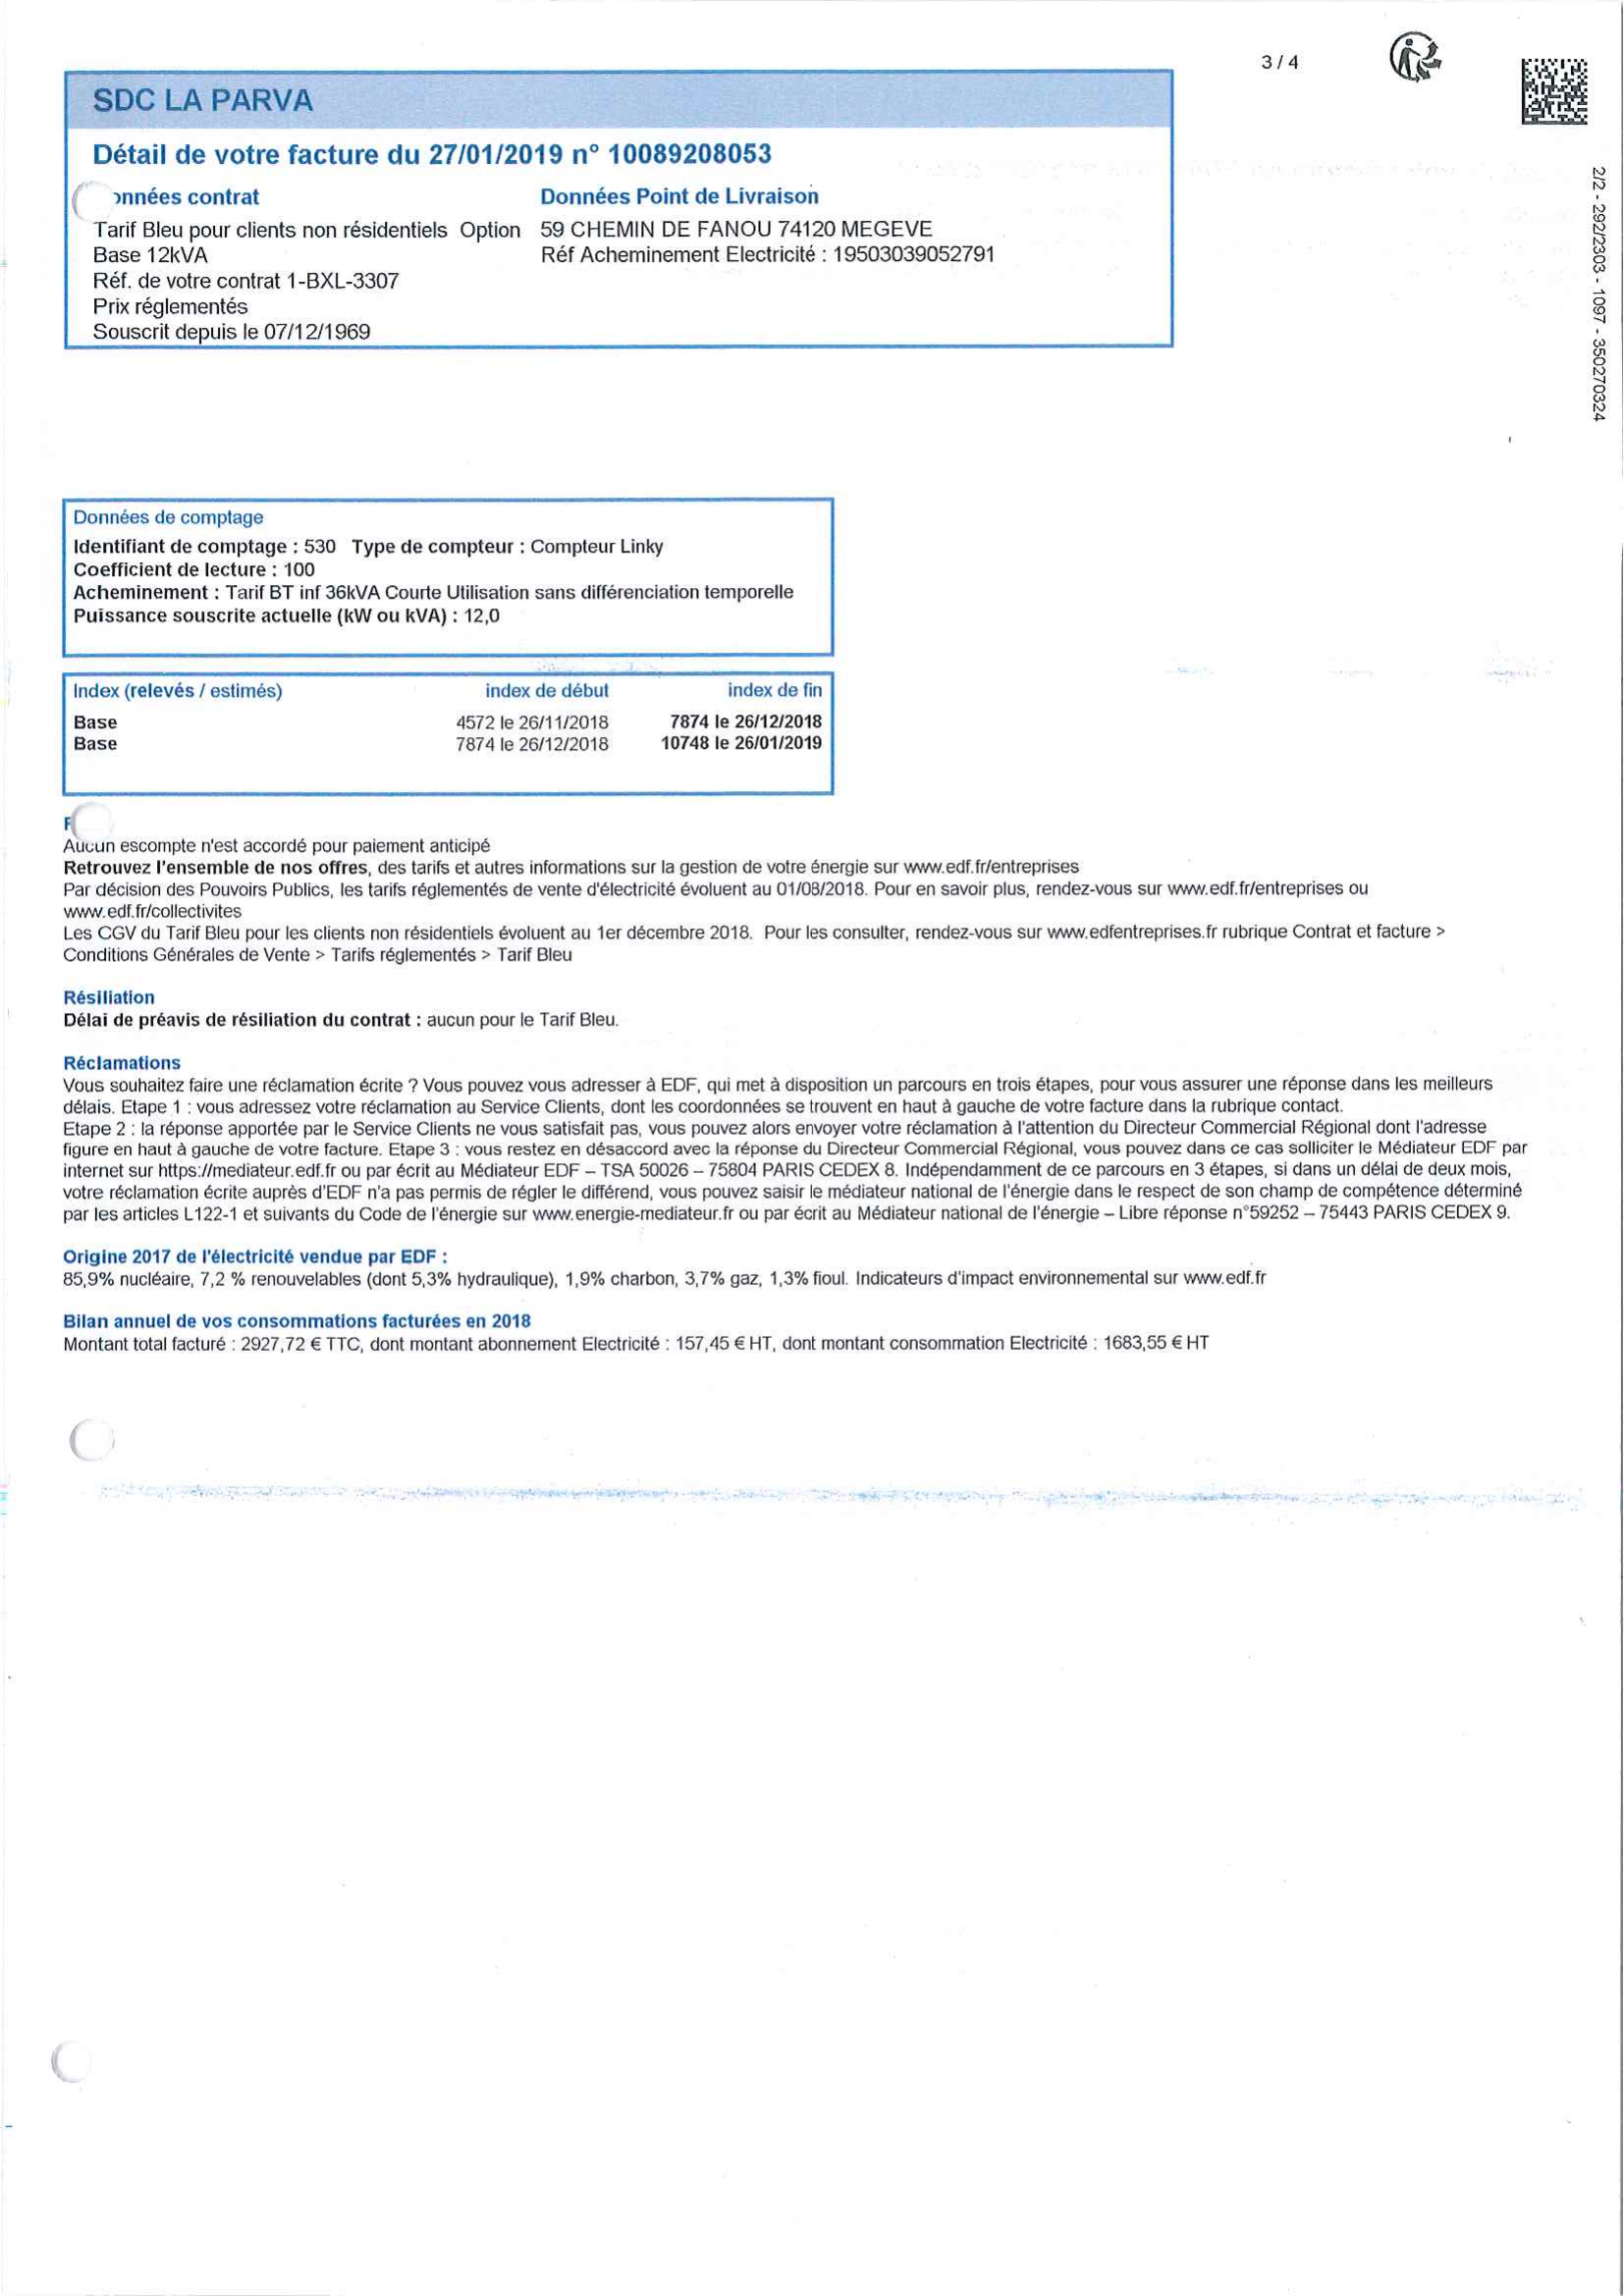 3 / 4
SDC LA PARVA
Détail de votre facture du 27/01/2019 n° 10089208053
onnées contrat
Données Point de Livraison
Tarif Bleu pour clients non résidentiels Option
59 CHEMIN DE FANOU 74120 MEGEVE
Base 12kVA
Réf Acheminement Electricité : 19503039052791
Réf. de votre contrat 1-BXL-3307
Prix réglementés
Souscrit depuis le 07/12/1969
2/2 - 292/2303 - 1097 - 350270324
Données de comptage
Identifiant de comptage : 530 Type de compteur : Compteur Linky
Coefficient de lecture : 100
Acheminement : Tarif BT inf 36kVA Courte Utilisation sans différenciation temporelle
Puissance souscrite actuelle (kW ou kVA) : 12,0
Index (relevés / estimés) index de début index de fin
Base 4572 le 26/11/2018 7874 le 26/12/2018
Base 7874 le 26/12/2018 10748 le 26/01/2019
Aucun escompte n'est accordé pour paiement anticipé
Retrouvez l'ensemble de nos offres, des tarifs et autres informations sur la gestion de votre énergie sur www.edf.fr/entreprises
Par décision des Pouvoirs Publics, les tarifs réglementés de vente d'électricité évoluent au 01/08/2018. Pour en savoir plus, rendez-vous sur www.edf.fr/entreprises ou
www.edf.fr/collectivites
Les CGV du Tarif Bleu pour les clients non résidentiels évoluent au 1er décembre 2018. Pour les consulter, rendez-vous sur www.edfentreprises.fr rubrique Contrat et facture >
Conditions Générales de Vente > Tarifs réglementés > Tarif Bleu
Résiliation
Délai de préavis de résiliation du contrat : aucun pour le Tarif Bleu.
Réclamations
Vous souhaitez faire une réclamation écrite ? Vous pouvez vous adresser à EDF, qui met à disposition un parcours en trois étapes, pour vous assurer une réponse dans les meilleurs
délais. Etape 1 : vous adressez votre réclamation au Service Clients, dont les coordonnées se trouvent en haut à gauche de votre facture dans la rubrique contact.
Etape 2 : la réponse apportée par le Service Clients ne vous satisfait pas, vous pouvez alors envoyer votre réclamation à l'attention du Directeur Commercial Régional dont l'adresse
figure en haut à gauche de votre facture. Etape 3 : vous restez en désaccord avec la réponse du Directeur Commercial Régional, vous pouvez dans ce cas solliciter le Médiateur EDF par
internet sur https://mediateur.edf.fr ou par écrit au Médiateur EDF – TSA 50026 – 75804 PARIS CEDEX 8. Indépendamment de ce parcours en 3 étapes, si dans un délai de deux mois,
votre réclamation écrite auprès d'EDF n'a pas permis de régler le différend, vous pouvez saisir le médiateur national de l'énergie dans le respect de son champ de compétence déterminé
par les articles L122-1 et suivants du Code de l'énergie sur www.energie-mediateur.fr ou par écrit au Médiateur national de l'énergie – Libre réponse n°59252 – 75443 PARIS CEDEX 9.
Origine 2017 de l'électricité vendue par EDF :
85,9% nucléaire, 7,2 % renouvelables (dont 5,3% hydraulique), 1,9% charbon, 3,7% gaz, 1,3% fioul. Indicateurs d'impact environnemental sur www.edf.fr
Bilan annuel de vos consommations facturées en 2018
Montant total facturé : 2927,72 € TTC, dont montant abonnement Electricité : 157,45 € HT, dont montant consommation Electricité : 1683,55 € HT